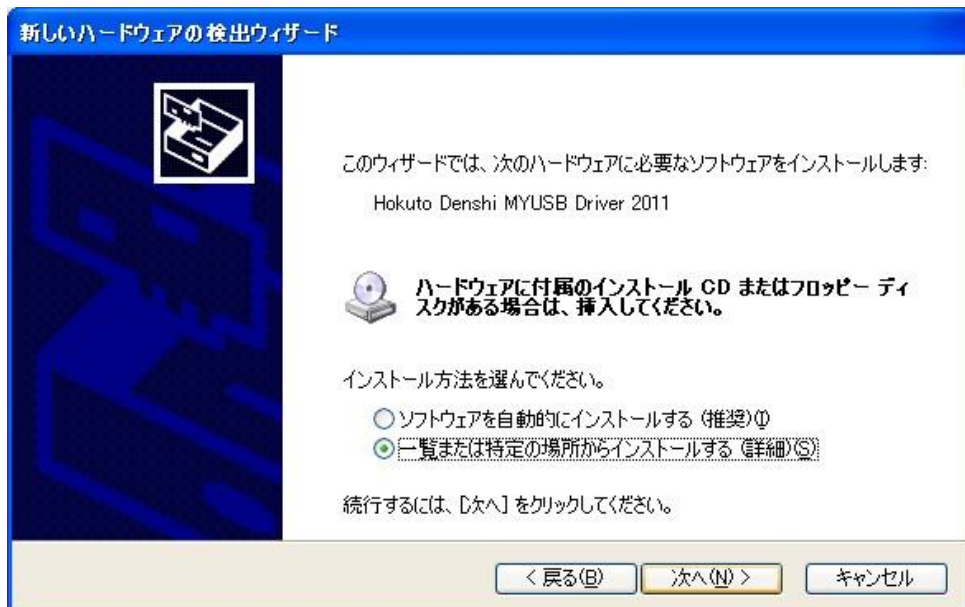 新しいハードウェアの検出ウィザード
このウィザードでは、次のハードウェアに必要なソフトウェアをインストールします:
Hokuto Denshi MYUSB Driver 2011
ハードウェアに付属のインストール CD またはフロッピー ディ
スクがある場合は、挿入してください。
インストール方法を選んでください。
ソフトウェアを自動的にインストールする (推奨)(I)
一覧または特定の場所からインストールする (詳細)(S)
続行するには、[次へ] をクリックしてください。
< 戻る(B)
次へ(N) >
キャンセル